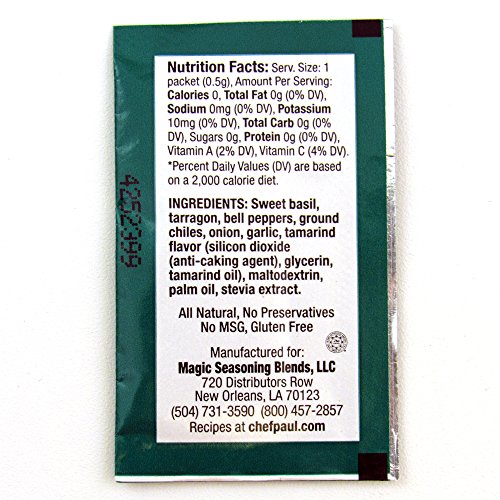 Nutrition Facts: Serv. Size: 1
packet (0.5g), Amount Per Serving:
Calories 0, Total Fat 0g (0% DV),
Sodium 0mg (0% DV), Potassium
10mg (0% DV), Total Carb 0g (0%
DV), Sugars 0g, Protein 0g (0% DV),
Vitamin A (2% DV), Vitamin C (4% DV).
*Percent Daily Values (DV) are based
on a 2,000 calorie diet.
INGREDIENTS: Sweet basil,
tarragon, bell peppers, ground
chiles, onion, garlic, tamarind
flavor (silicon dioxide
(anti-caking agent), glycerin,
tamarind oil), maltodextrin,
palm oil, stevia extract.
All Natural, No Preservatives
No MSG, Gluten Free
Manufactured for:
Magic Seasoning Blends, LLC
720 Distributors Row
New Orleans, LA 70123
(504) 731-3590 (800) 457-2857
Recipes at chefpaul.com
4252399